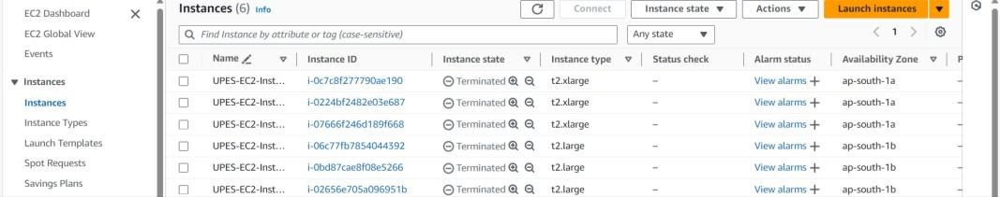 EC2 Dashboard
EC2 Global View
Events
Instances
Instances
Instance Types
Launch Templates
Spot Requests
Savings Plans
Instances (6) Info
Connect
Instance state
Actions
Launch instances
Find Instance by attribute or tag (case-sensitive)
Any state
1
Name Instance ID Instance state Instance type Status check Alarm status Availability Zone P
UPES-EC2-Inst... i-0c7c8f277790ae190 Terminated t2.xlarge – View alarms + ap-south-1a –
UPES-EC2-Inst... i-0224bf2482e03e687 Terminated t2.xlarge – View alarms + ap-south-1a –
UPES-EC2-Inst... i-07666f246d189f668 Terminated t2.xlarge – View alarms + ap-south-1a –
UPES-EC2-Inst... i-06c77fb7854044392 Terminated t2.large – View alarms + ap-south-1b –
UPES-EC2-Inst... i-0bd87cae8f08e5266 Terminated t2.large – View alarms + ap-south-1b –
UPES-EC2-Inst... i-02656e705a096951b Terminated t2.large – View alarms + ap-south-1b –